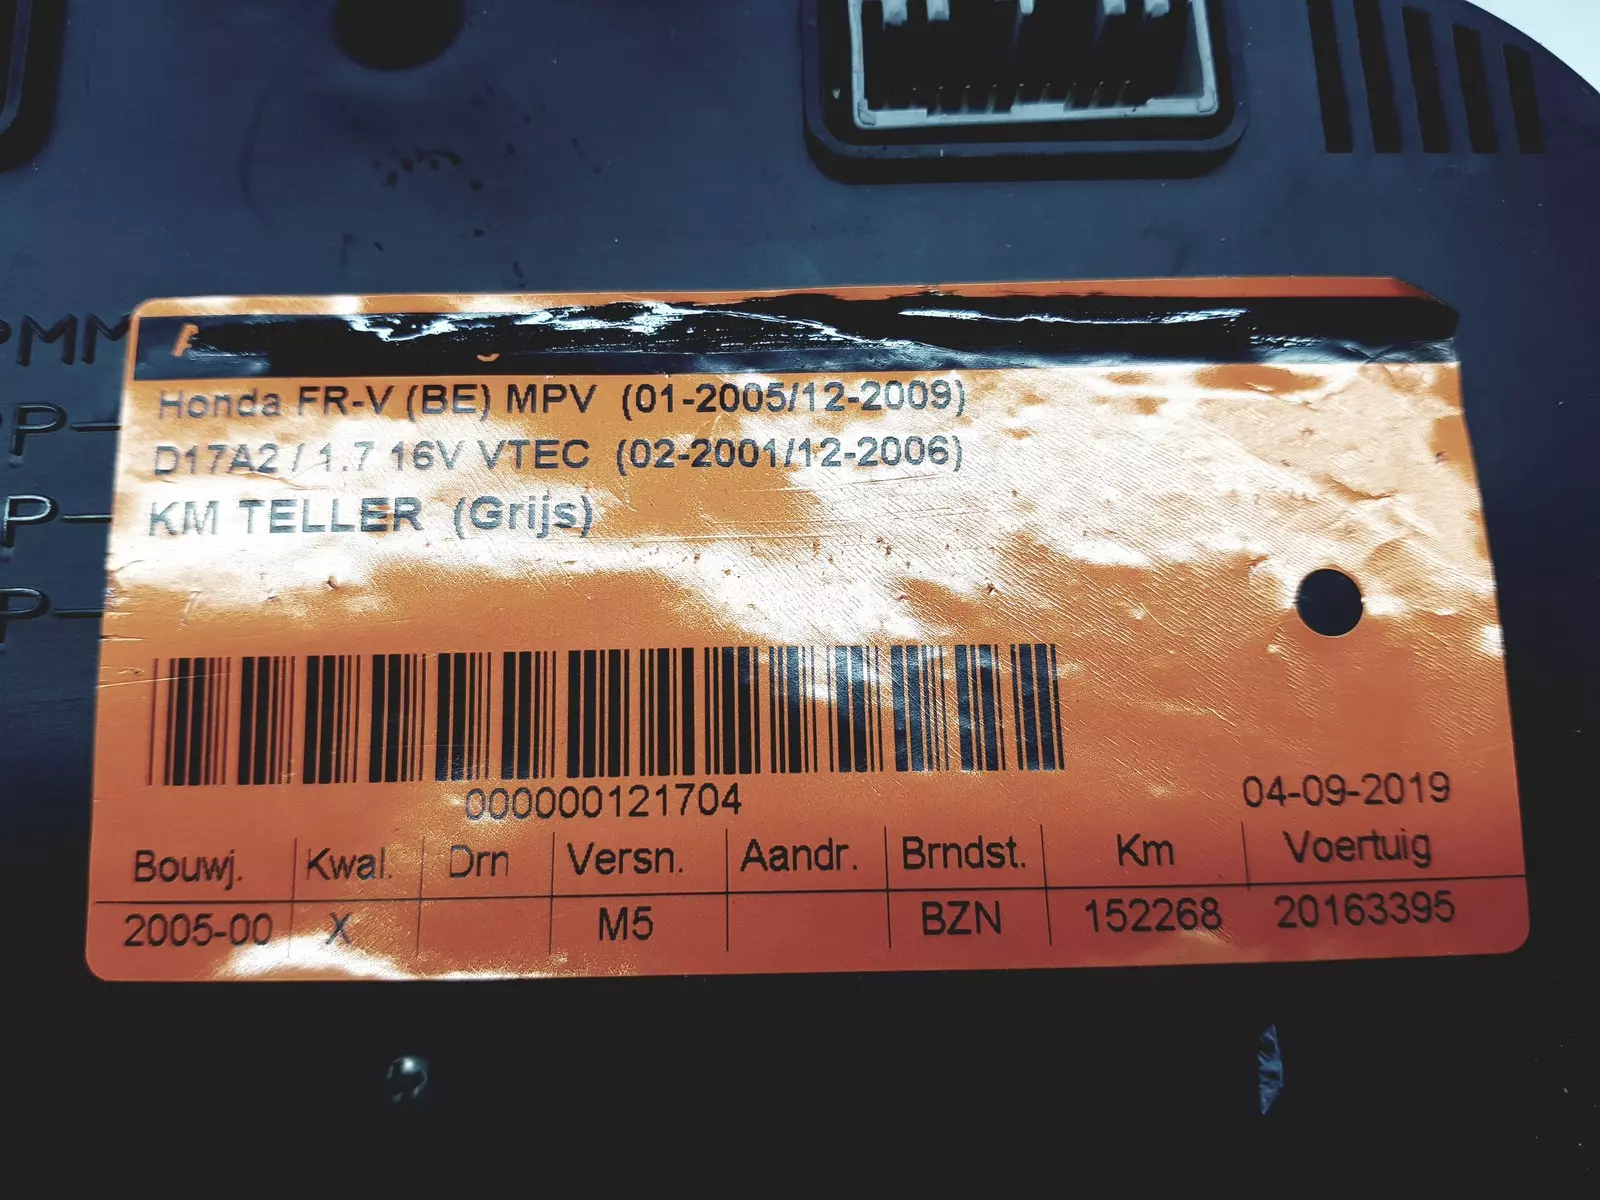 Honda FR-V (BE) MPV (01-2005/12-2009)
D17A2 / 1.7 16V VTEC (02-2001/12-2006)
KM TELLER (Grijs)
000000121704
04-09-2019
Bouwj. Kwal. Drn Versn. Aandr. Brndst. Km Voertuig
2005-00 X M5 BZN 152268 20163395